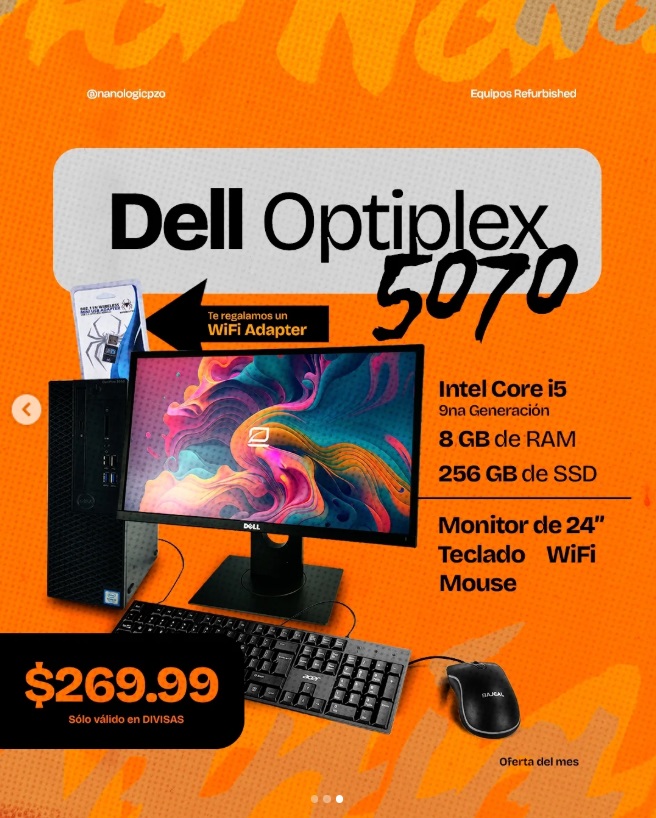 @nanologicpzo
Equipos Refurbished
Dell Optiplex
5070
Te regalamos un
WiFi Adapter
Intel Core i5
9na Generación
8 GB de RAM
256 GB de SSD
DELL
Monitor de 24"
Teclado WiFi
Mouse
acer
$269.99
Sólo válido en DIVISAS
Oferta del mes